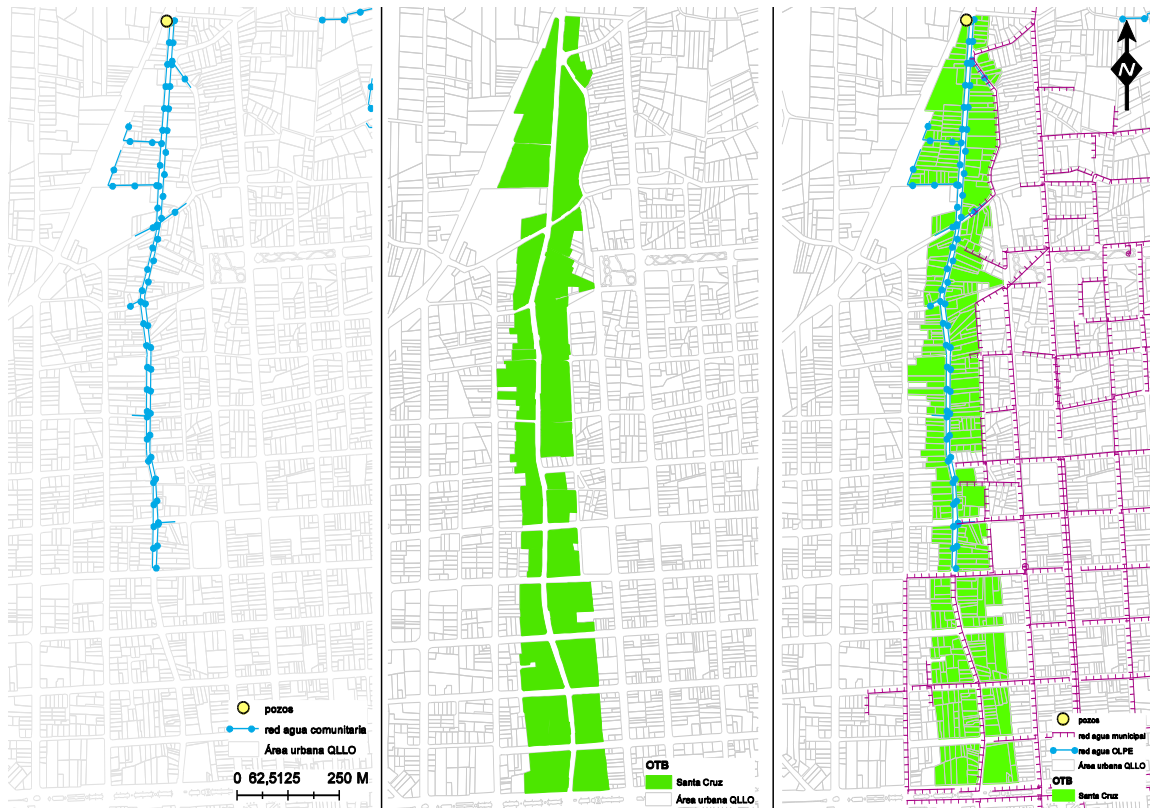 pozos
red agua comunitaria
Área urbana QLLO
0 62,5125 250 M
OTB
Santa Cruz
Área urbana QLLO
N
pozos
red agua municipal
red agua OLPE
Área urbana QLLO
OTB
Santa Cruz